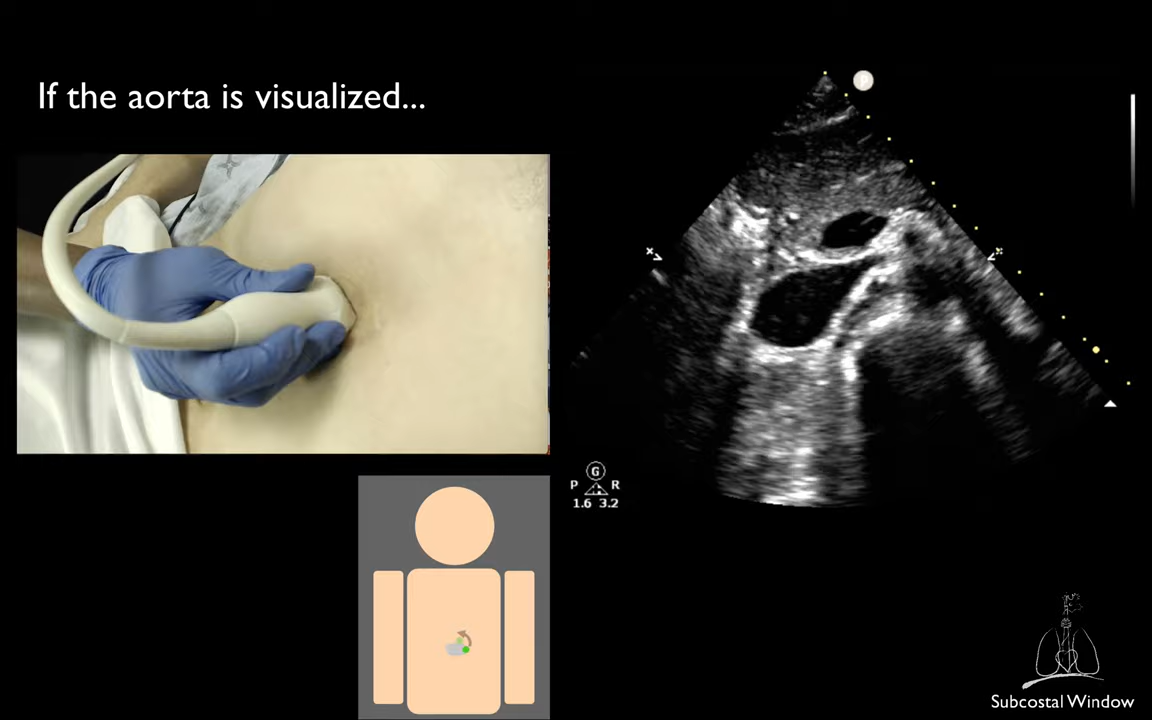 If the aorta is visualized...
P
G
P R
1.6 3.2
Subcostal Window